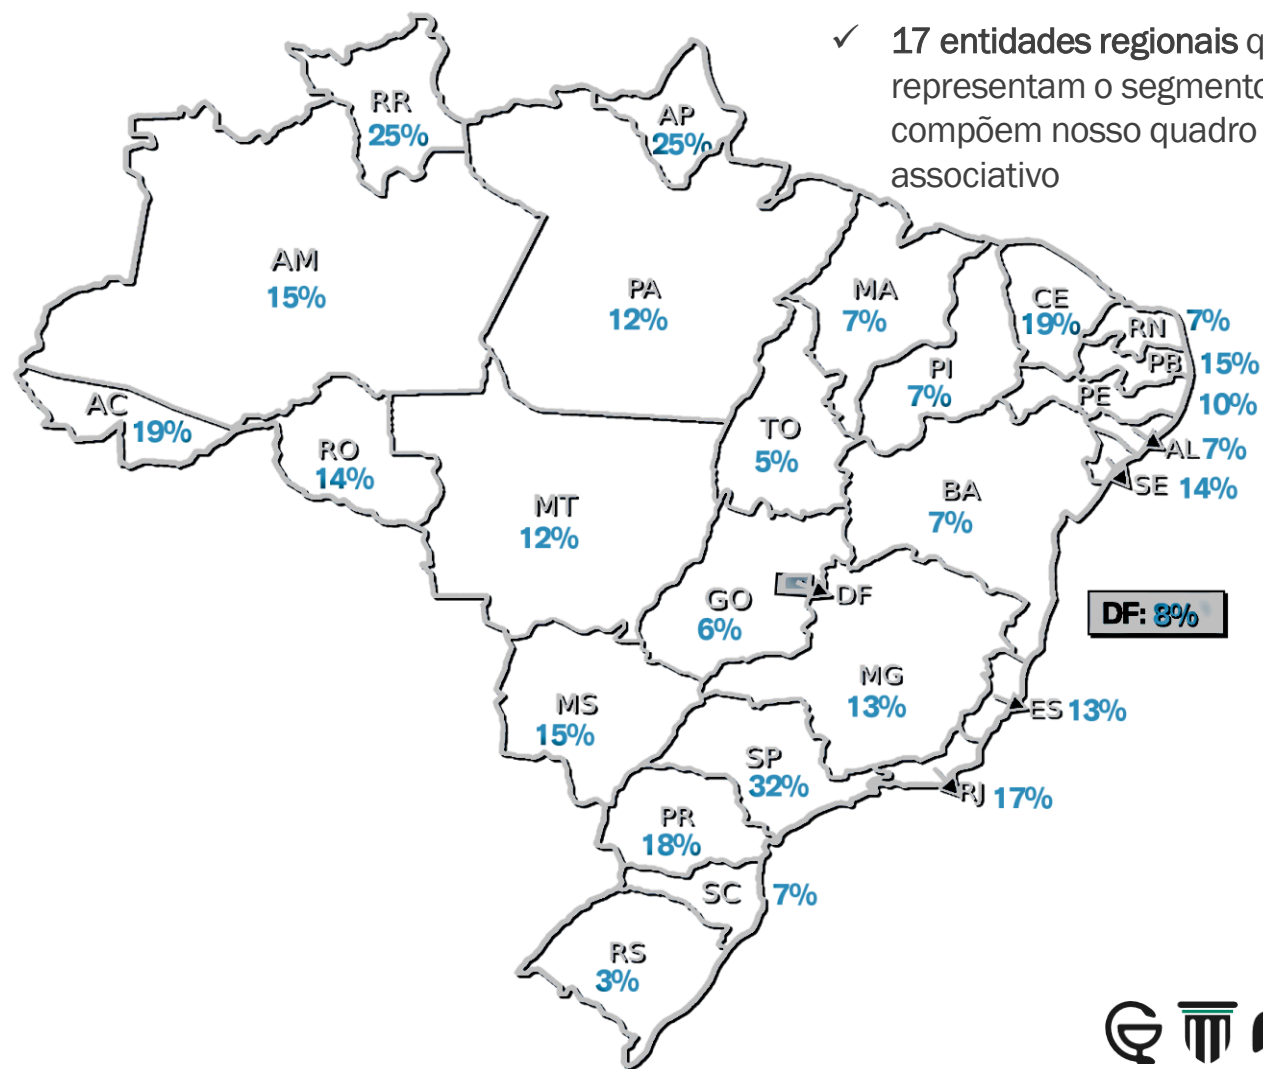 ✓ 17 entidades regionais
representam o segmento
compõem nosso quadro
associativo
RR
25%
AP
25%
AM
15%
PA
12%
MA
7%
CE
19%
RN 7%
PB 15%
PI
7%
PE 10%
AC
19%
RO
14%
TO
5%
AL 7%
SE 14%
MT
12%
BA
7%
GO
6%
DF
DF: 8%
MG
13%
MS
15%
ES 13%
SP
32%
RJ 17%
PR
18%
SC 7%
RS
3%